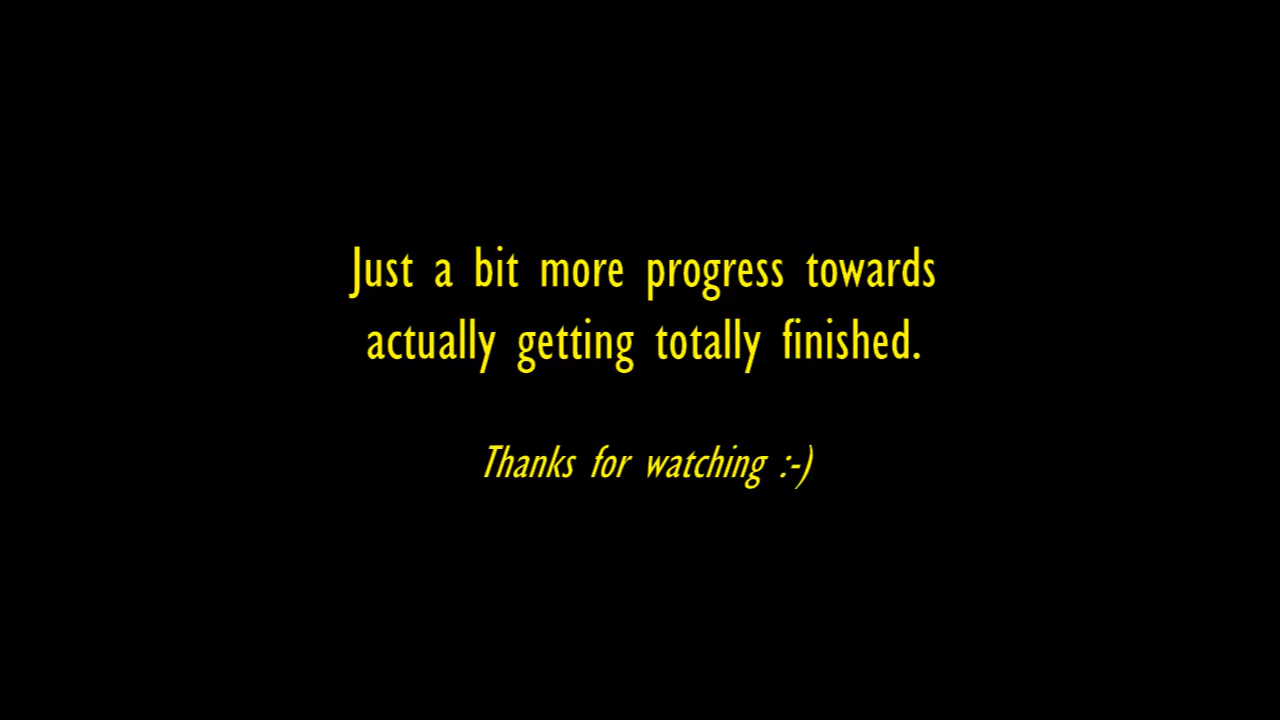 Just a bit more progress towards
actually getting totally finished.
Thanks for watching :-)